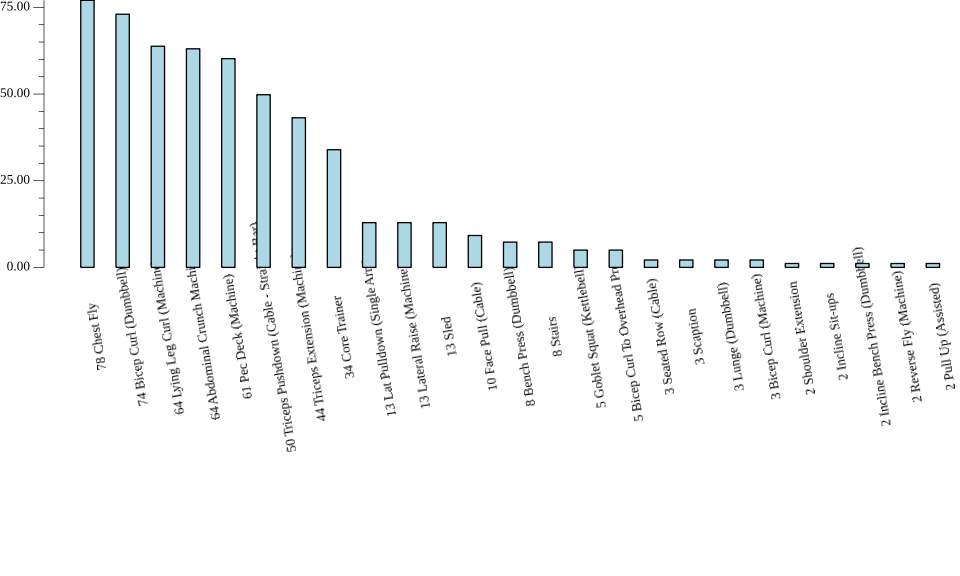 75.00
50.00
25.00
0.00
78 Chest Fly
74 Bicep Curl (Dumbbell)
64 Lying Leg Curl (Machine
64 Abdominal Crunch Machi
61 Pec Deck (Machine)
50 Triceps Pushdown (Cable - Stra Bar)
44 Triceps Extension (Machin
34 Core Trainer
13 Lat Pulldown (Single Arm
13 Lateral Raise (Machine
13 Sled
10 Face Pull (Cable)
8 Bench Press (Dumbbell)
8 Stairs
5 Goblet Squat (Kettlebell
5 Bicep Curl To Overhead Pr
3 Seated Row (Cable)
3 Scaption
3 Lunge (Dumbbell)
3 Bicep Curl (Machine)
2 Shoulder Extension
2 Incline Sit-ups
2 Incline Bench Press (Dumbbell)
2 Reverse Fly (Machine)
2 Pull Up (Assisted)